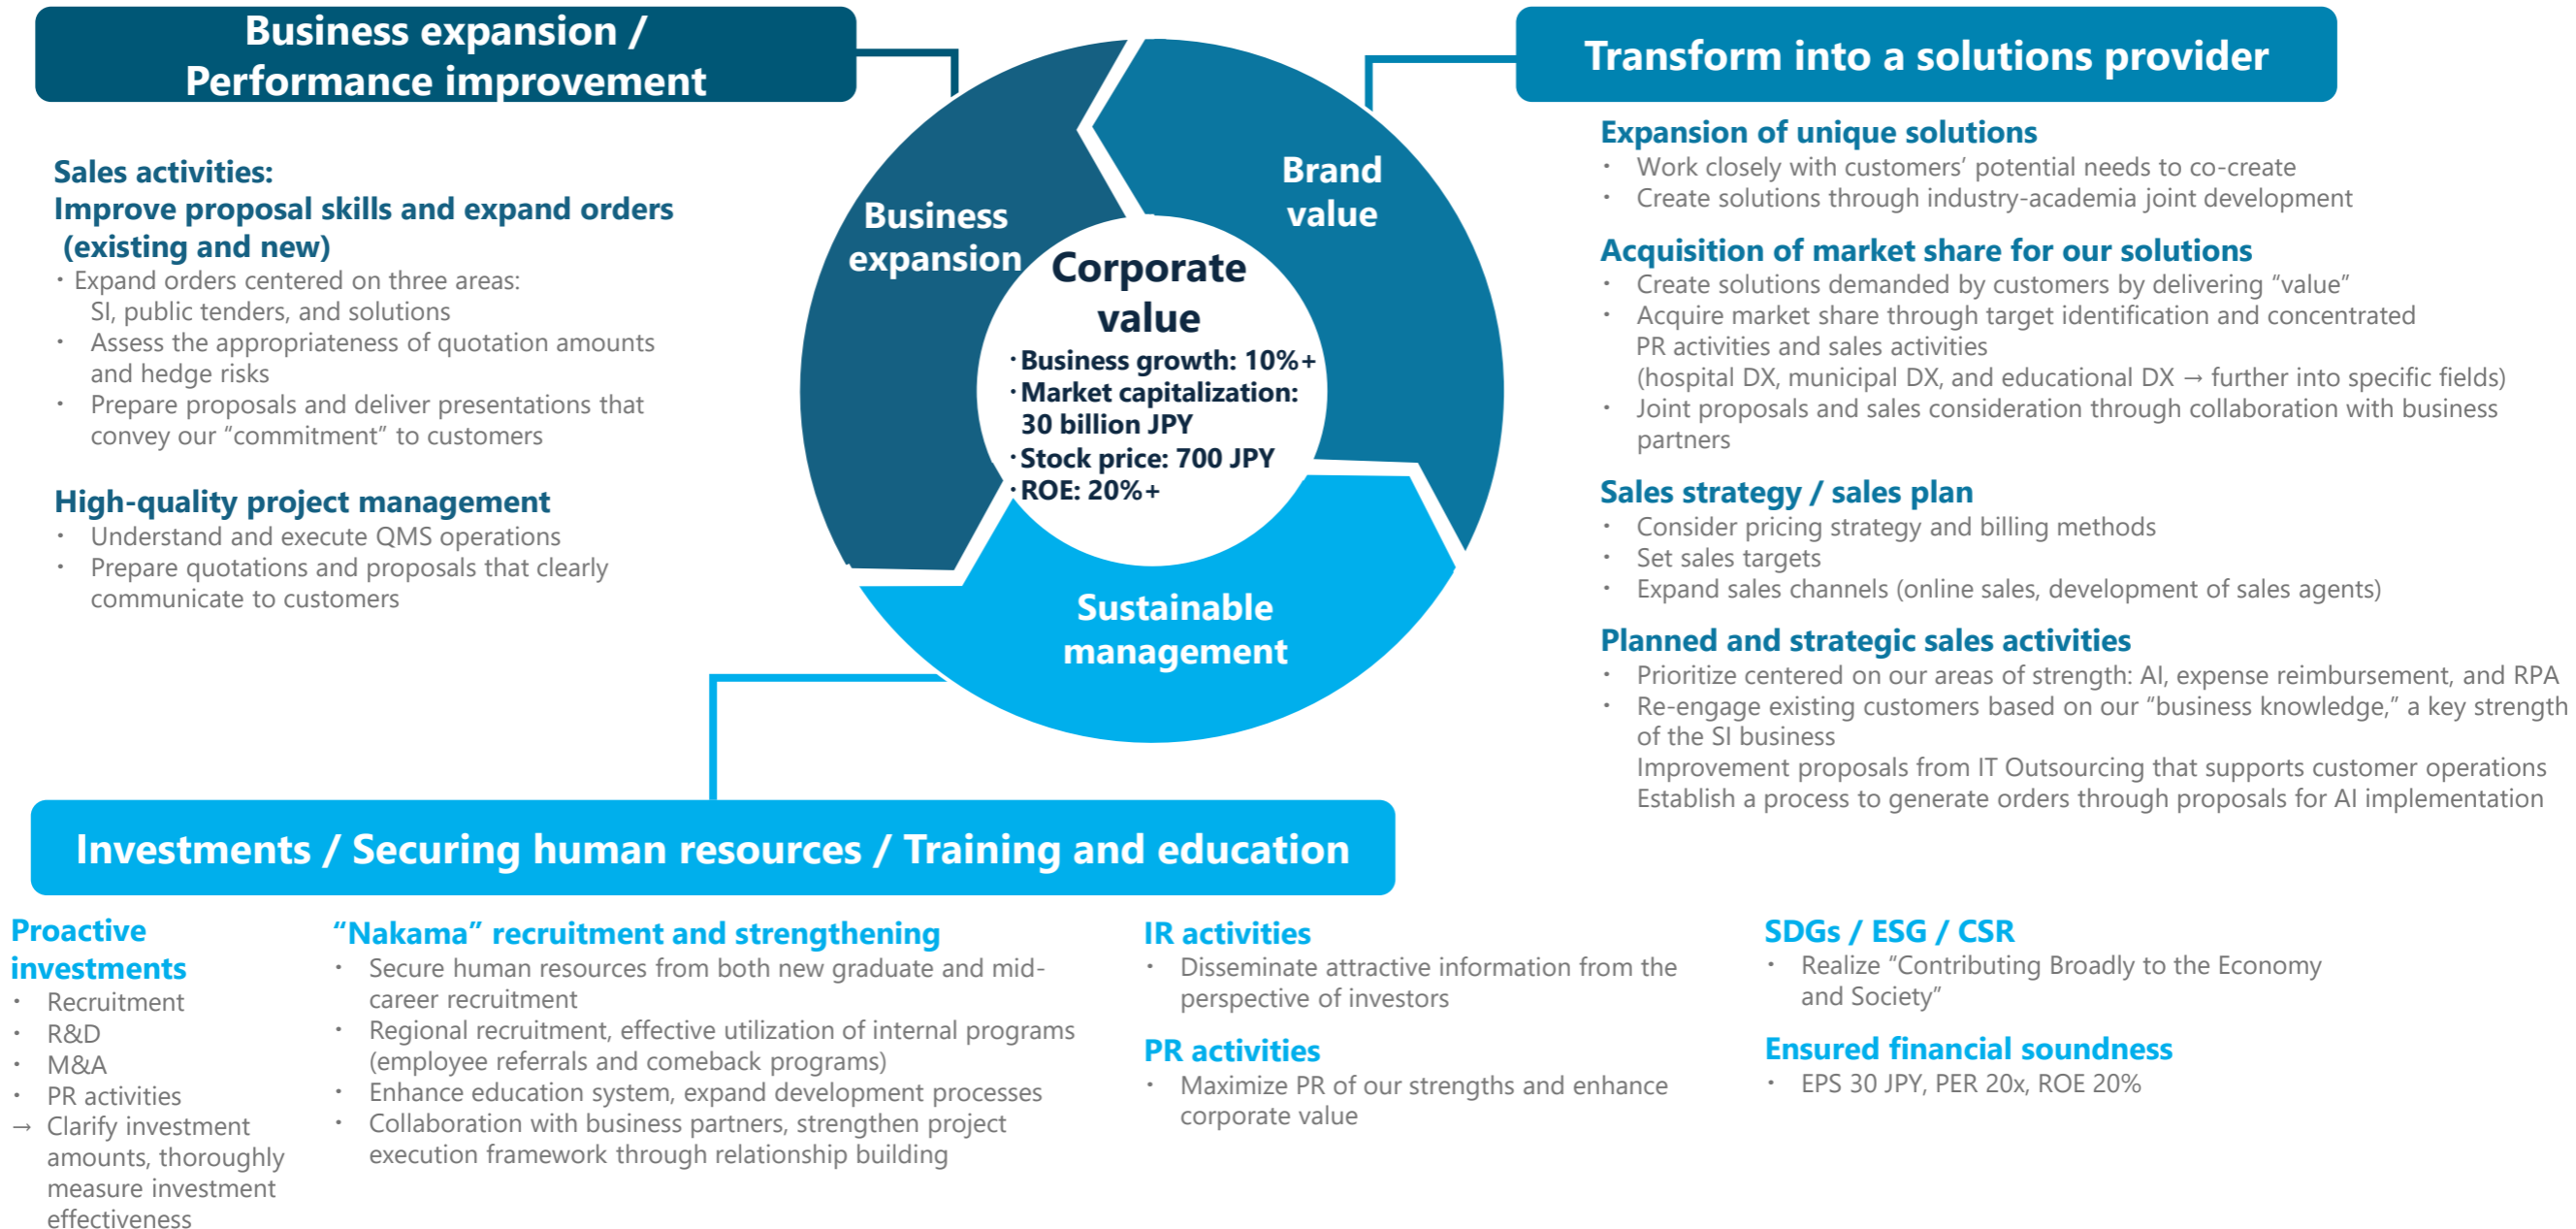 Business expansion /
Performance improvement
Sales activities:
Improve proposal skills and expand orders
(existing and new)
・Expand orders centered on three areas:
SI, public tenders, and solutions
・ Assess the appropriateness of quotation amounts
and hedge risks
・ Prepare proposals and deliver presentations that
convey our “commitment” to customers
High-quality project management
・ Understand and execute QMS operations
・ Prepare quotations and proposals that clearly
communicate to customers
Business
expansion
Brand
value
Corporate
value
・Business growth: 10%+
・Market capitalization:
30 billion JPY
・Stock price: 700 JPY
・ROE: 20%+
Sustainable
management
Transform into a solutions provider
Expansion of unique solutions
・ Work closely with customers’ potential needs to co-create
・ Create solutions through industry-academia joint development
Acquisition of market share for our solutions
・ Create solutions demanded by customers by delivering “value”
・ Acquire market share through target identification and concentrated
PR activities and sales activities
(hospital DX, municipal DX, and educational DX → further into specific fields)
・ Joint proposals and sales consideration through collaboration with business
partners
Sales strategy / sales plan
・ Consider pricing strategy and billing methods
・ Set sales targets
・ Expand sales channels (online sales, development of sales agents)
Planned and strategic sales activities
・ Prioritize centered on our areas of strength: AI, expense reimbursement, and RPA
・ Re-engage existing customers based on our “business knowledge,” a key strength
of the SI business
Improvement proposals from IT Outsourcing that supports customer operations
Establish a process to generate orders through proposals for AI implementation
Investments / Securing human resources / Training and education
Proactive
investments
・ Recruitment
・ R&D
・ M&A
・ PR activities
→ Clarify investment
amounts, thoroughly
measure investment
effectiveness
“Nakama” recruitment and strengthening
・ Secure human resources from both new graduate and mid-
career recruitment
・ Regional recruitment, effective utilization of internal programs
(employee referrals and comeback programs)
・ Enhance education system, expand development processes
・ Collaboration with business partners, strengthen project
execution framework through relationship building
IR activities
・ Disseminate attractive information from the
perspective of investors
PR activities
・ Maximize PR of our strengths and enhance
corporate value
SDGs / ESG / CSR
・ Realize “Contributing Broadly to the Economy
and Society”
Ensured financial soundness
・ EPS 30 JPY, PER 20x, ROE 20%